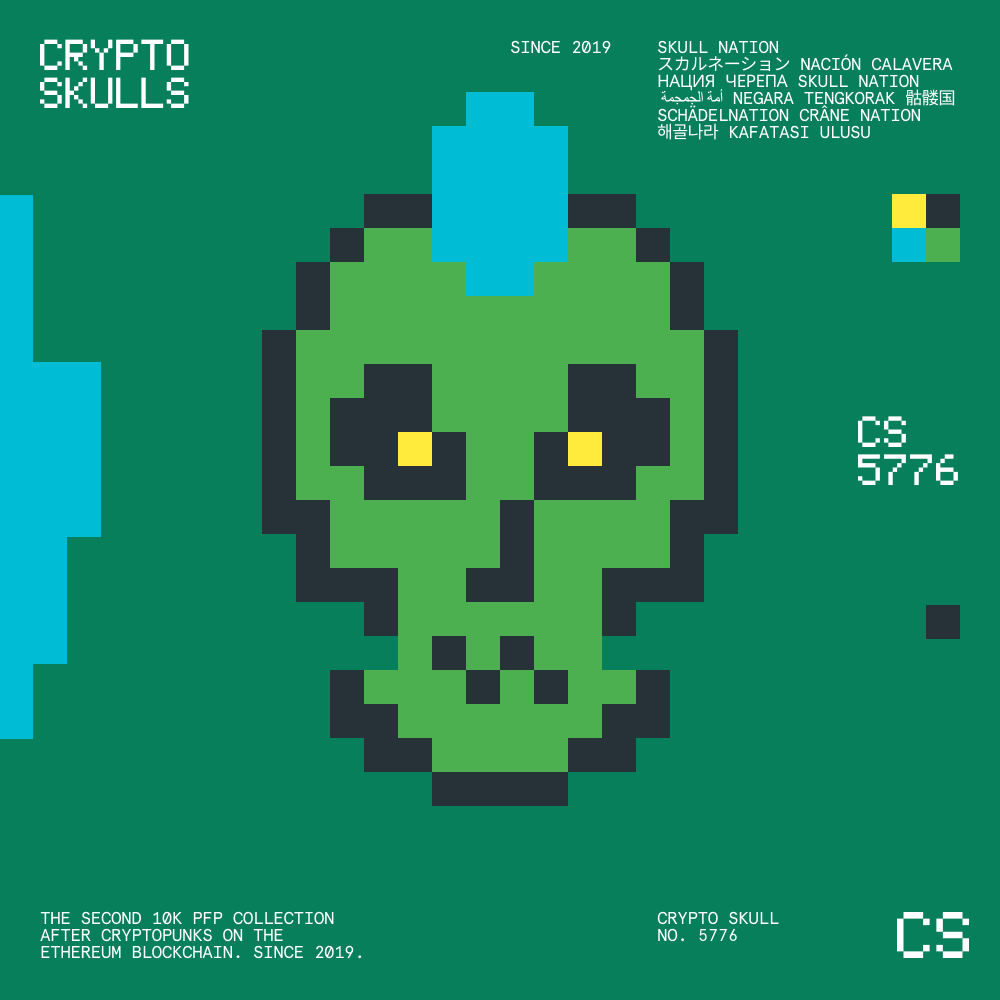 CRYPTO
SKULLS
SINCE 2019
SKULL NATION
スカルネーション NACIÓN CALAVERA
НАЦИЯ ЧЕРЕПА SKULL NATION
أمة الجمجمة NEGARA TENGKORAK 骷髅国
SCHÄDELNATION CRÂNE NATION
해골나라 KAFATASI ULUSU
CS
5776
THE SECOND 10K PFP COLLECTION
AFTER CRYPTOPUNKS ON THE
ETHEREUM BLOCKCHAIN. SINCE 2019.
CRYPTO SKULL
NO. 5776
CS